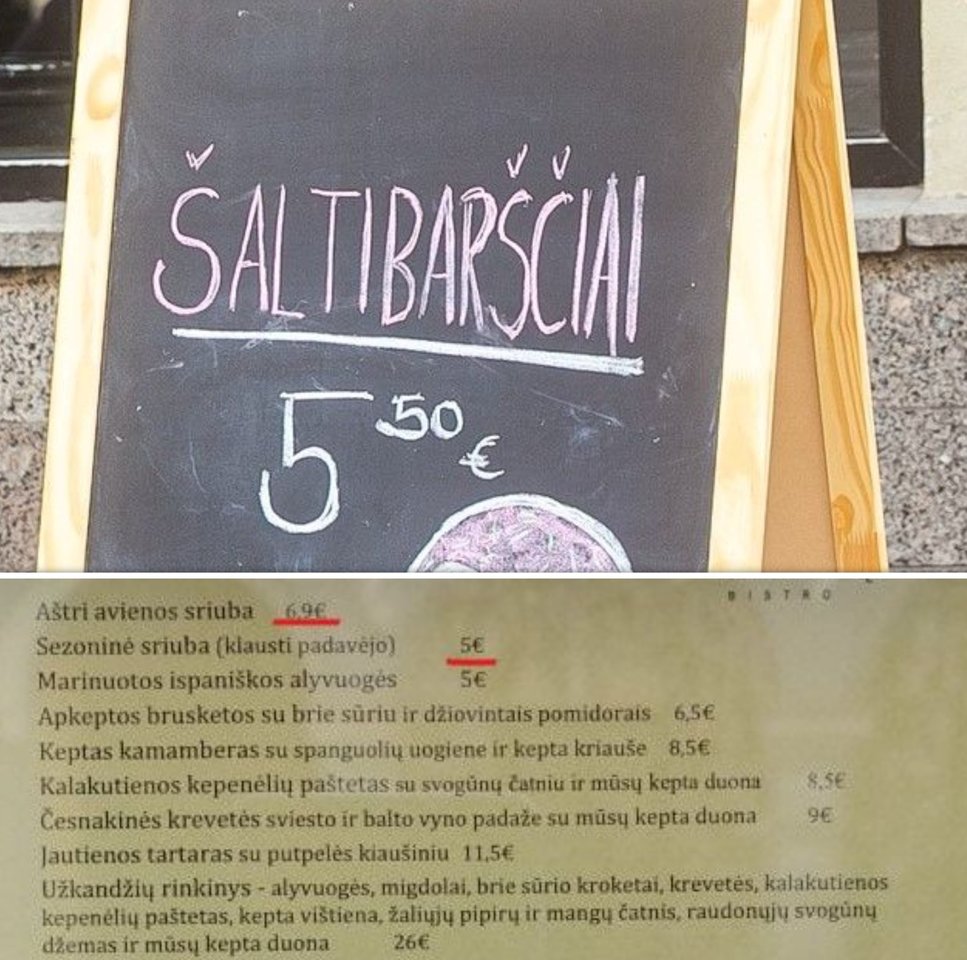 ŠALTIBARŠČIAI
5 50 €
BISTRO
Aštri avienos sriuba 6,9€
Sezoninė sriuba (klausti padavėjo) 5€
Marinuotos ispaniškos alyvuogės 5€
Apkeptos brusketos su brie sūriu ir džiovintais pomidorais 6,5€
Keptas kamamberas su spanguolių uogiene ir kepta kriauše 8,5€
Kalakutienos kepenėlių paštetas su svogūnų čatniu ir mūsų kepta duona 8,5€
Česnakinės krevetės sviesto ir balto vyno padaže su mūsų kepta duona 9€
Jautienos tartaras su putpelės kiaušiniu 11,5€
Užkandžių rinkinys - alyvuogės, migdolai, brie sūrio kroketai, krevetės, kalakutienos
kepenėlių paštetas, kepta vištiena, žaliųjų pipirų ir mangų čatnis, raudonųjų svogūnų
džemas ir mūsų kepta duona 26€